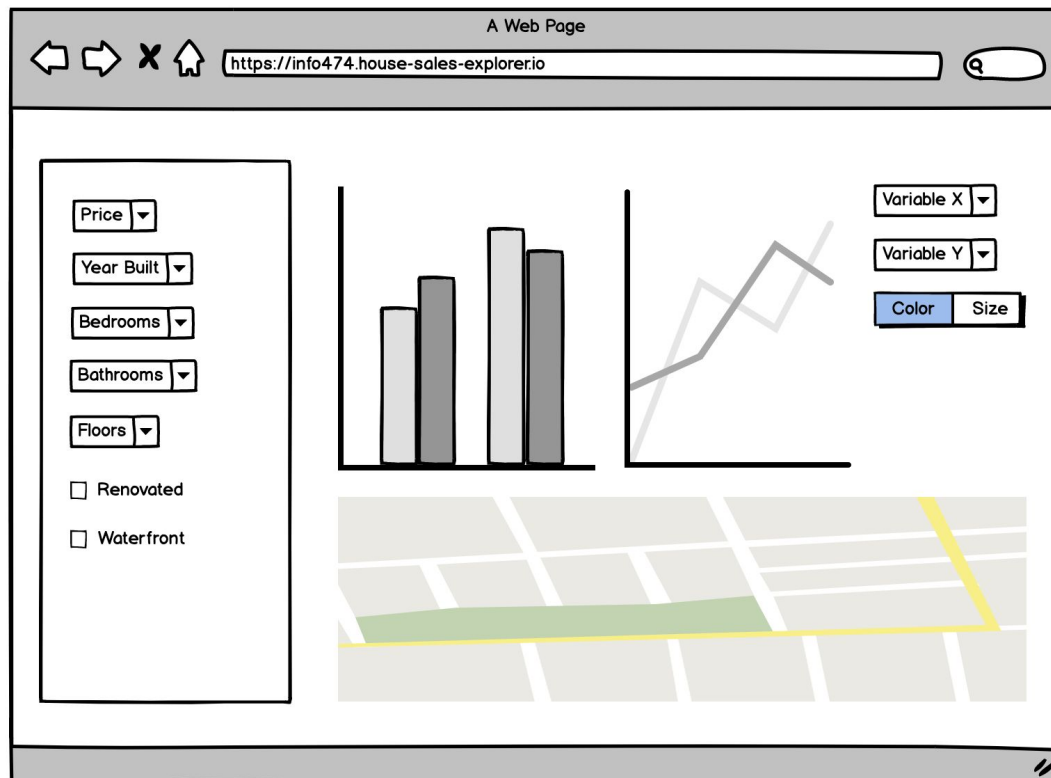 A Web Page
https://info474.house-sales-explorer.io
Price
Year Built
Bedrooms
Bathrooms
Floors
Renovated
Waterfront
Variable X
Variable Y
Color Size